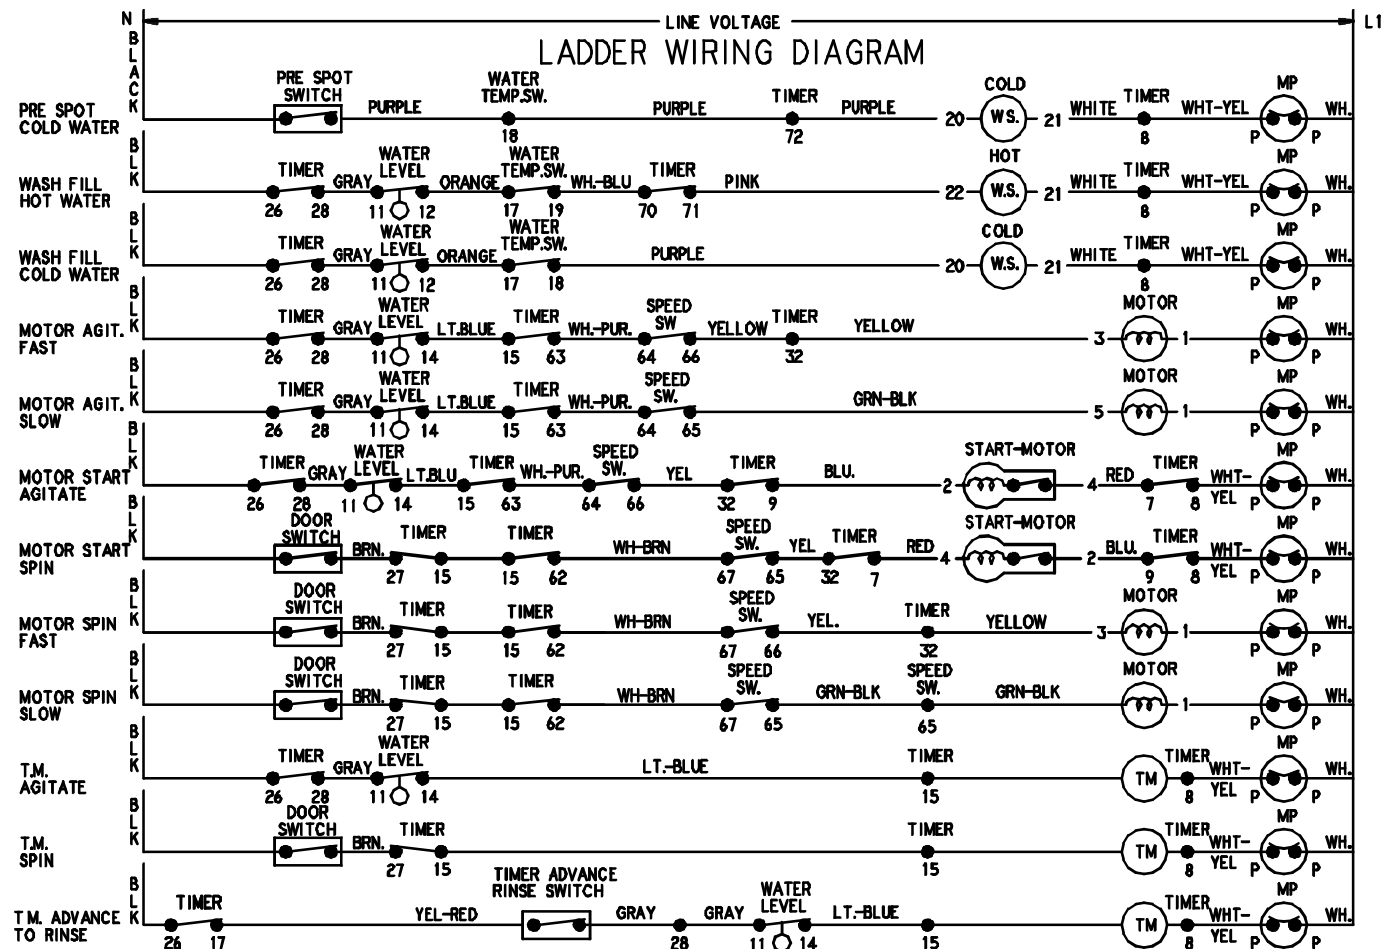 N LINE VOLTAGE L1
LADDER WIRING DIAGRAM
BLACK
PRE SPOT COLD WATER
PRE SPOT SWITCH PURPLE WATER TEMP.SW. 18 PURPLE TIMER 72 PURPLE 20 COLD W.S. 21 WHITE TIMER 8 WHT-YEL P MP P WH.
BLK
WASH FILL HOT WATER
TIMER 26 28 GRAY WATER LEVEL 11 12 ORANGE WATER TEMP.SW. 17 19 WH.-BLU TIMER 70 71 PINK 22 HOT W.S. 21 WHITE TIMER 8 WHT-YEL P MP P WH.
BLK
WASH FILL COLD WATER
TIMER 26 28 GRAY WATER LEVEL 11 12 ORANGE WATER TEMP.SW. 17 18 PURPLE 20 COLD W.S. 21 WHITE TIMER 8 WHT-YEL P MP P WH.
BLK
MOTOR AGIT. FAST
TIMER 26 28 GRAY WATER LEVEL 11 14 LT.BLUE TIMER 15 63 WH.-PUR. SPEED SW 64 66 YELLOW TIMER 32 YELLOW 3 MOTOR 1 P MP P WH.
BLK
MOTOR AGIT. SLOW
TIMER 26 28 GRAY WATER LEVEL 11 14 LT.BLUE TIMER 15 63 WH.-PUR. SPEED SW. 64 65 GRN-BLK 5 MOTOR 1 P MP P WH.
BLK
MOTOR START AGITATE
TIMER 26 28 GRAY WATER LEVEL 11 14 LT.BLU TIMER 15 63 WH.-PUR. SPEED SW. 64 66 YEL TIMER 32 9 BLU. 2 START-MOTOR 4 RED TIMER 7 8 WHT-YEL P MP P WH.
BLK
MOTOR START SPIN
DOOR SWITCH BRN. TIMER 27 15 TIMER 15 62 WH-BRN SPEED SW. 67 65 YEL TIMER 32 7 RED 4 START-MOTOR 2 BLU. TIMER 9 8 WHT-YEL P MP P WH.
BLK
MOTOR SPIN FAST
DOOR SWITCH BRN. TIMER 27 15 TIMER 15 62 WH-BRN SPEED SW. 67 66 YEL. TIMER 32 YELLOW 3 MOTOR 1 P MP P WH.
BLK
MOTOR SPIN SLOW
DOOR SWITCH BRN. TIMER 27 15 TIMER 15 62 WH-BRN SPEED SW. 67 65 GRN-BLK SPEED SW. 65 GRN-BLK MOTOR 1 P MP P WH.
BLK
T.M. AGITATE
TIMER 26 28 GRAY WATER LEVEL 11 14 LT.-BLUE TIMER 15 TM TIMER 8 WHT-YEL P MP P WH.
BLK
T.M. SPIN
DOOR SWITCH BRN. TIMER 27 15 TIMER 15 TM TIMER 8 WHT-YEL P MP P WH.
BLK
T M. ADVANCE TO RINSE
TIMER 26 17 YEL-RED TIMER ADVANCE RINSE SWITCH GRAY 28 GRAY WATER LEVEL 11 14 LT.-BLUE 15 TM TIMER 8 WHT-YEL P MP P WH.